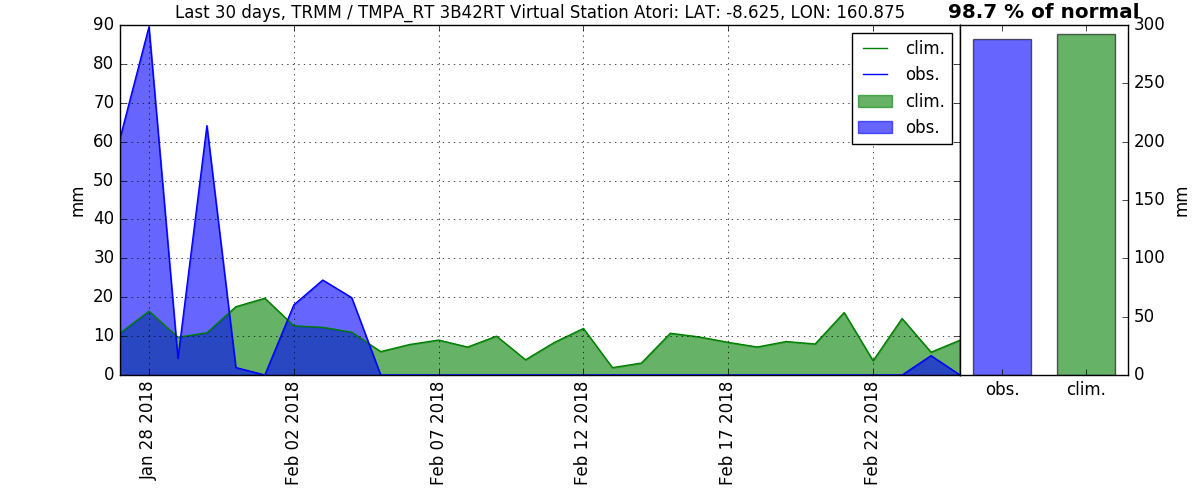 Last 30 days, TRMM / TMPA_RT 3B42RT Virtual Station Atori: LAT: -8.625, LON: 160.875
98.7 % of normal
90
80
70
60
50
40
30
20
10
0
mm
clim.
obs.
clim.
obs.
Jan 28 2018
Feb 02 2018
Feb 07 2018
Feb 12 2018
Feb 17 2018
Feb 22 2018
300
250
200
150
100
50
0
mm
obs.
clim.